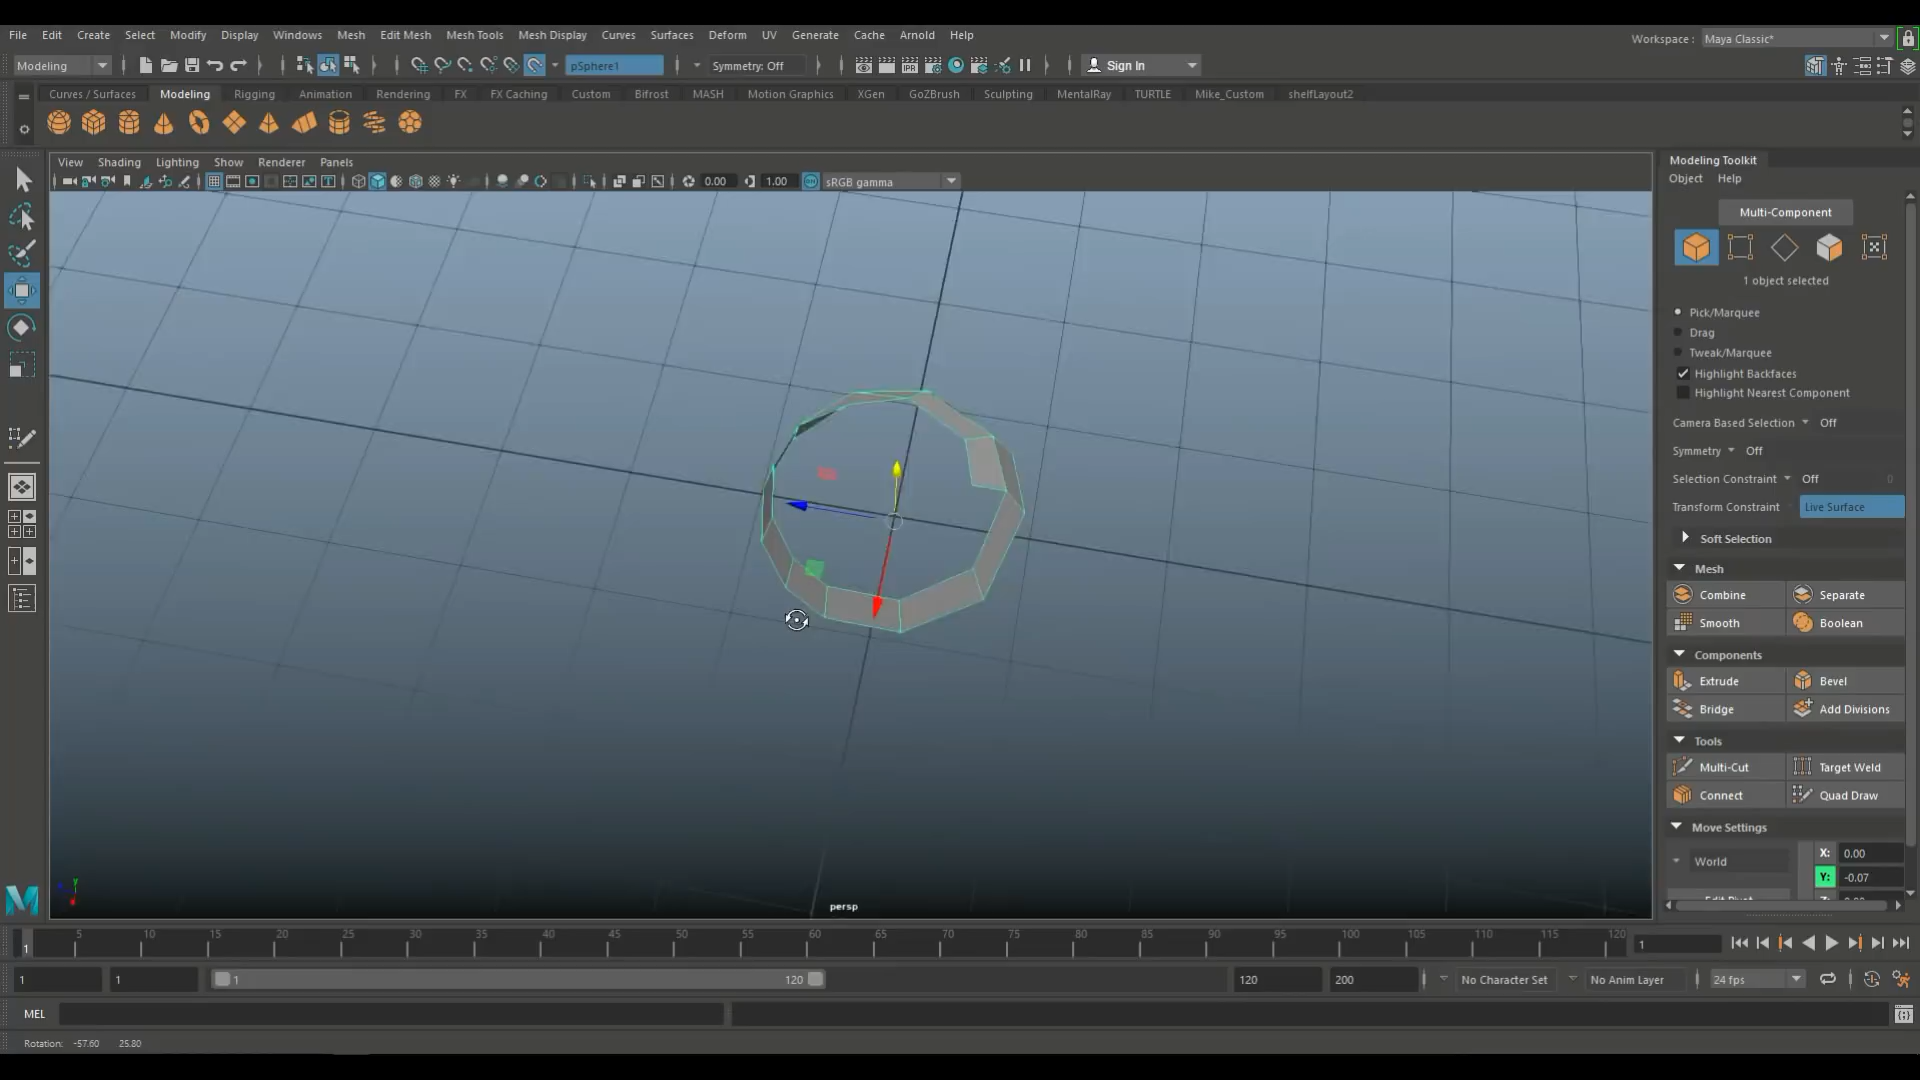 File Edit Create Select Modify Display Windows Mesh Edit Mesh Mesh Tools Mesh Display Curves Surfaces Deform UV Generate Cache Arnold Help
Workspace : Maya Classic*
Modeling pSphere1 Symmetry: Off IPR Sign In
Curves / Surfaces Modeling Rigging Animation Rendering FX FX Caching Custom Bifrost MASH Motion Graphics XGen GoZBrush Sculpting MentalRay TURTLE Mike_Custom shelfLayout2
View Shading Lighting Show Renderer Panels
0.00 1.00 sRGB gamma
persp
Modeling Toolkit
Object Help
Multi-Component
1 object selected
Pick/Marquee
Drag
Tweak/Marquee
Highlight Backfaces
Highlight Nearest Component
Camera Based Selection Off
Symmetry Off
Selection Constraint Off 0
Transform Constraint Live Surface
Soft Selection
Mesh
Combine Separate
Smooth Boolean
Components
Extrude Bevel
Bridge Add Divisions
Tools
Multi-Cut Target Weld
Connect Quad Draw
Move Settings
World X: 0.00
Y: -0.07
5 10 15 20 25 30 35 40 45 50 55 60 65 70 75 80 85 90 95 100 105 110 115 120
1 1
1 1 1 120 120 200 No Character Set No Anim Layer 24 fps
MEL
Rotation: -57.60 25.80